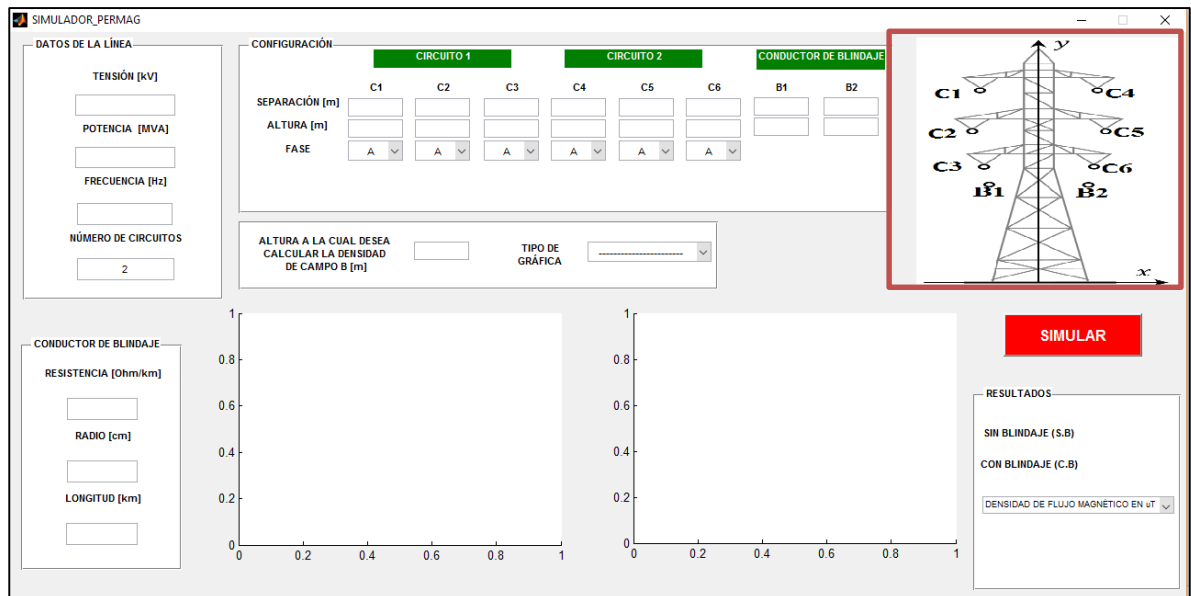 SIMULADOR_PERMAG
DATOS DE LA LÍNEA
TENSIÓN [kV]
POTENCIA [MVA]
FRECUENCIA [Hz]
NÚMERO DE CIRCUITOS
2
CONFIGURACIÓN
CIRCUITO 1 CIRCUITO 2 CONDUCTOR DE BLINDAJE
C1 C2 C3 C4 C5 C6 B1 B2
SEPARACIÓN [m]
ALTURA [m]
FASE A A A A A A
ALTURA A LA CUAL DESEA
CALCULAR LA DENSIDAD
DE CAMPO B [m]
TIPO DE
GRÁFICA
----------------------
y
C1 C4
C2 C5
C3 C6
B1 B2
x
CONDUCTOR DE BLINDAJE
RESISTENCIA [Ohm/km]
RADIO [cm]
LONGITUD [km]
1
0.8
0.6
0.4
0.2
0
0 0.2 0.4 0.6 0.8 1
1
0.8
0.6
0.4
0.2
0
0 0.2 0.4 0.6 0.8 1
SIMULAR
RESULTADOS
SIN BLINDAJE (S.B)
CON BLINDAJE (C.B)
DENSIDAD DE FLUJO MAGNÉTICO EN uT